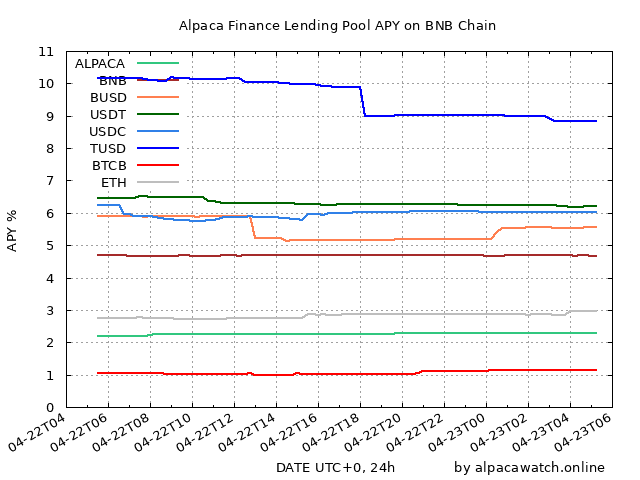 Alpaca Finance Lending Pool APY on BNB Chain
11
10
9
8
7
6
5
4
3
2
1
0
APY %
ALPACA
BNB
BUSD
USDT
USDC
TUSD
BTCB
ETH
04-22T04
04-22T06
04-22T08
04-22T10
04-22T12
04-22T14
04-22T16
04-22T18
04-22T20
04-22T22
04-23T00
04-23T02
04-23T04
04-23T06
DATE UTC+0, 24h
by alpacawatch.online